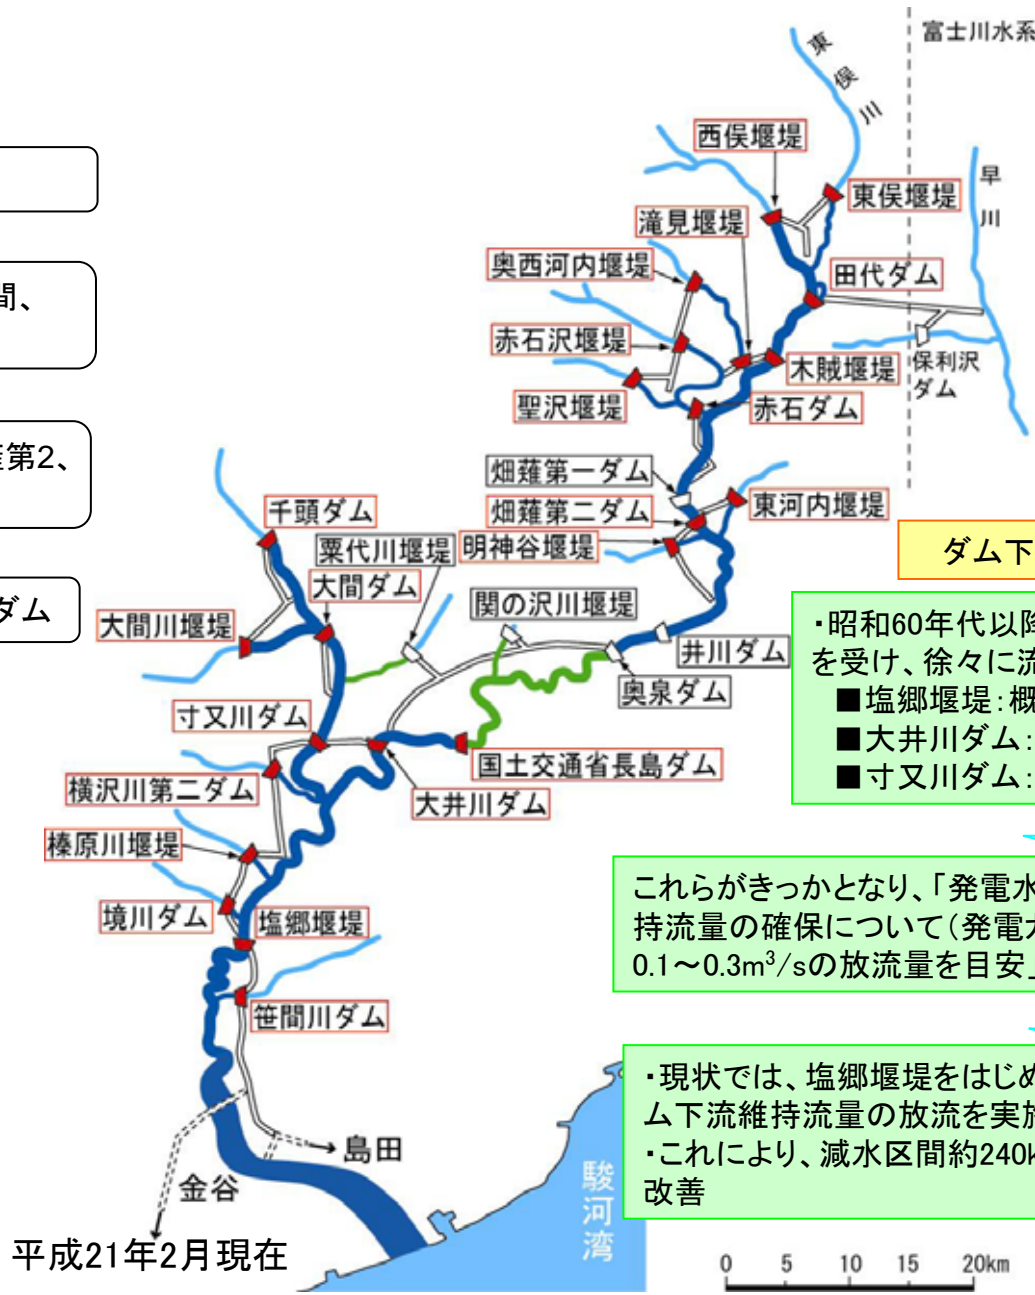 富士川水系
東俣川
早川
西俣堰堤
東俣堰堤
滝見堰堤
奥西河内堰堤
田代ダム
赤石沢堰堤
木賊堰堤
保利沢
ダム
聖沢堰堤
赤石ダム
間、
産第2、
ダム
畑薙第一ダム
畑薙第二ダム
東河内堰堤
明神谷堰堤
千頭ダム
粟代川堰堤
大間ダム
関の沢川堰堤
大間川堰堤
井川ダム
奥泉ダム
寸又川ダム
国土交通省長島ダム
横沢川第二ダム
大井川ダム
榛原川堰堤
境川ダム
塩郷堰堤
笹間川ダム
島田
金谷
駿河湾
平成21年2月現在
0 5 10 15 20km
ダム下
・昭和60年代以降
を受け、徐々に流
■塩郷堰堤:概
■大井川ダム:
■寸又川ダム:
これらがきっかとなり、「発電水
持流量の確保について(発電水
0.1~0.3m³/sの放流量を目安」
・現状では、塩郷堰堤をはじめ
ム下流維持流量の放流を実施
・これにより、減水区間約240k
改善